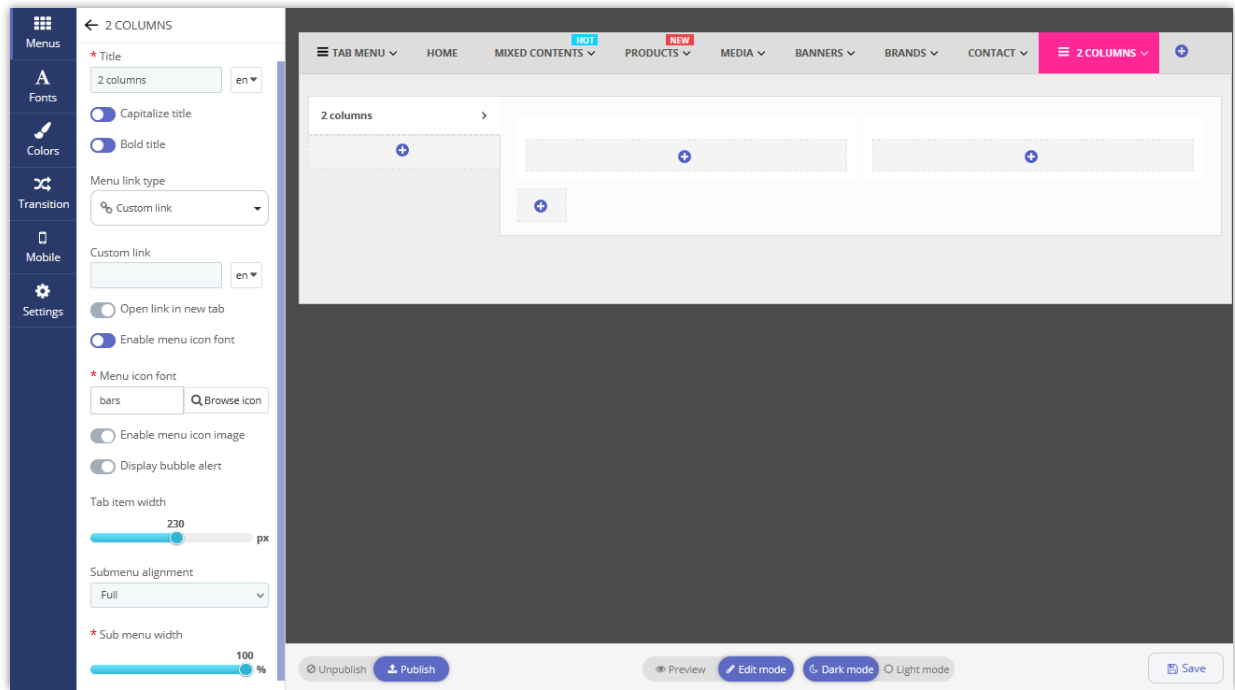 Menus
Fonts
Colors
Transition
Mobile
Settings
2 COLUMNS
* Title
2 columns
en
Capitalize title
Bold title
Menu link type
Custom link
Custom link
en
Open link in new tab
Enable menu icon font
* Menu icon font
bars
Browse icon
Enable menu icon image
Display bubble alert
Tab item width
230
px
Submenu alignment
Full
* Sub menu width
100
%
HOT NEW
TAB MENU HOME MIXED CONTENTS PRODUCTS MEDIA BANNERS BRANDS CONTACT 2 COLUMNS
2 columns
Unpublish Publish Preview Edit mode Dark mode Light mode Save